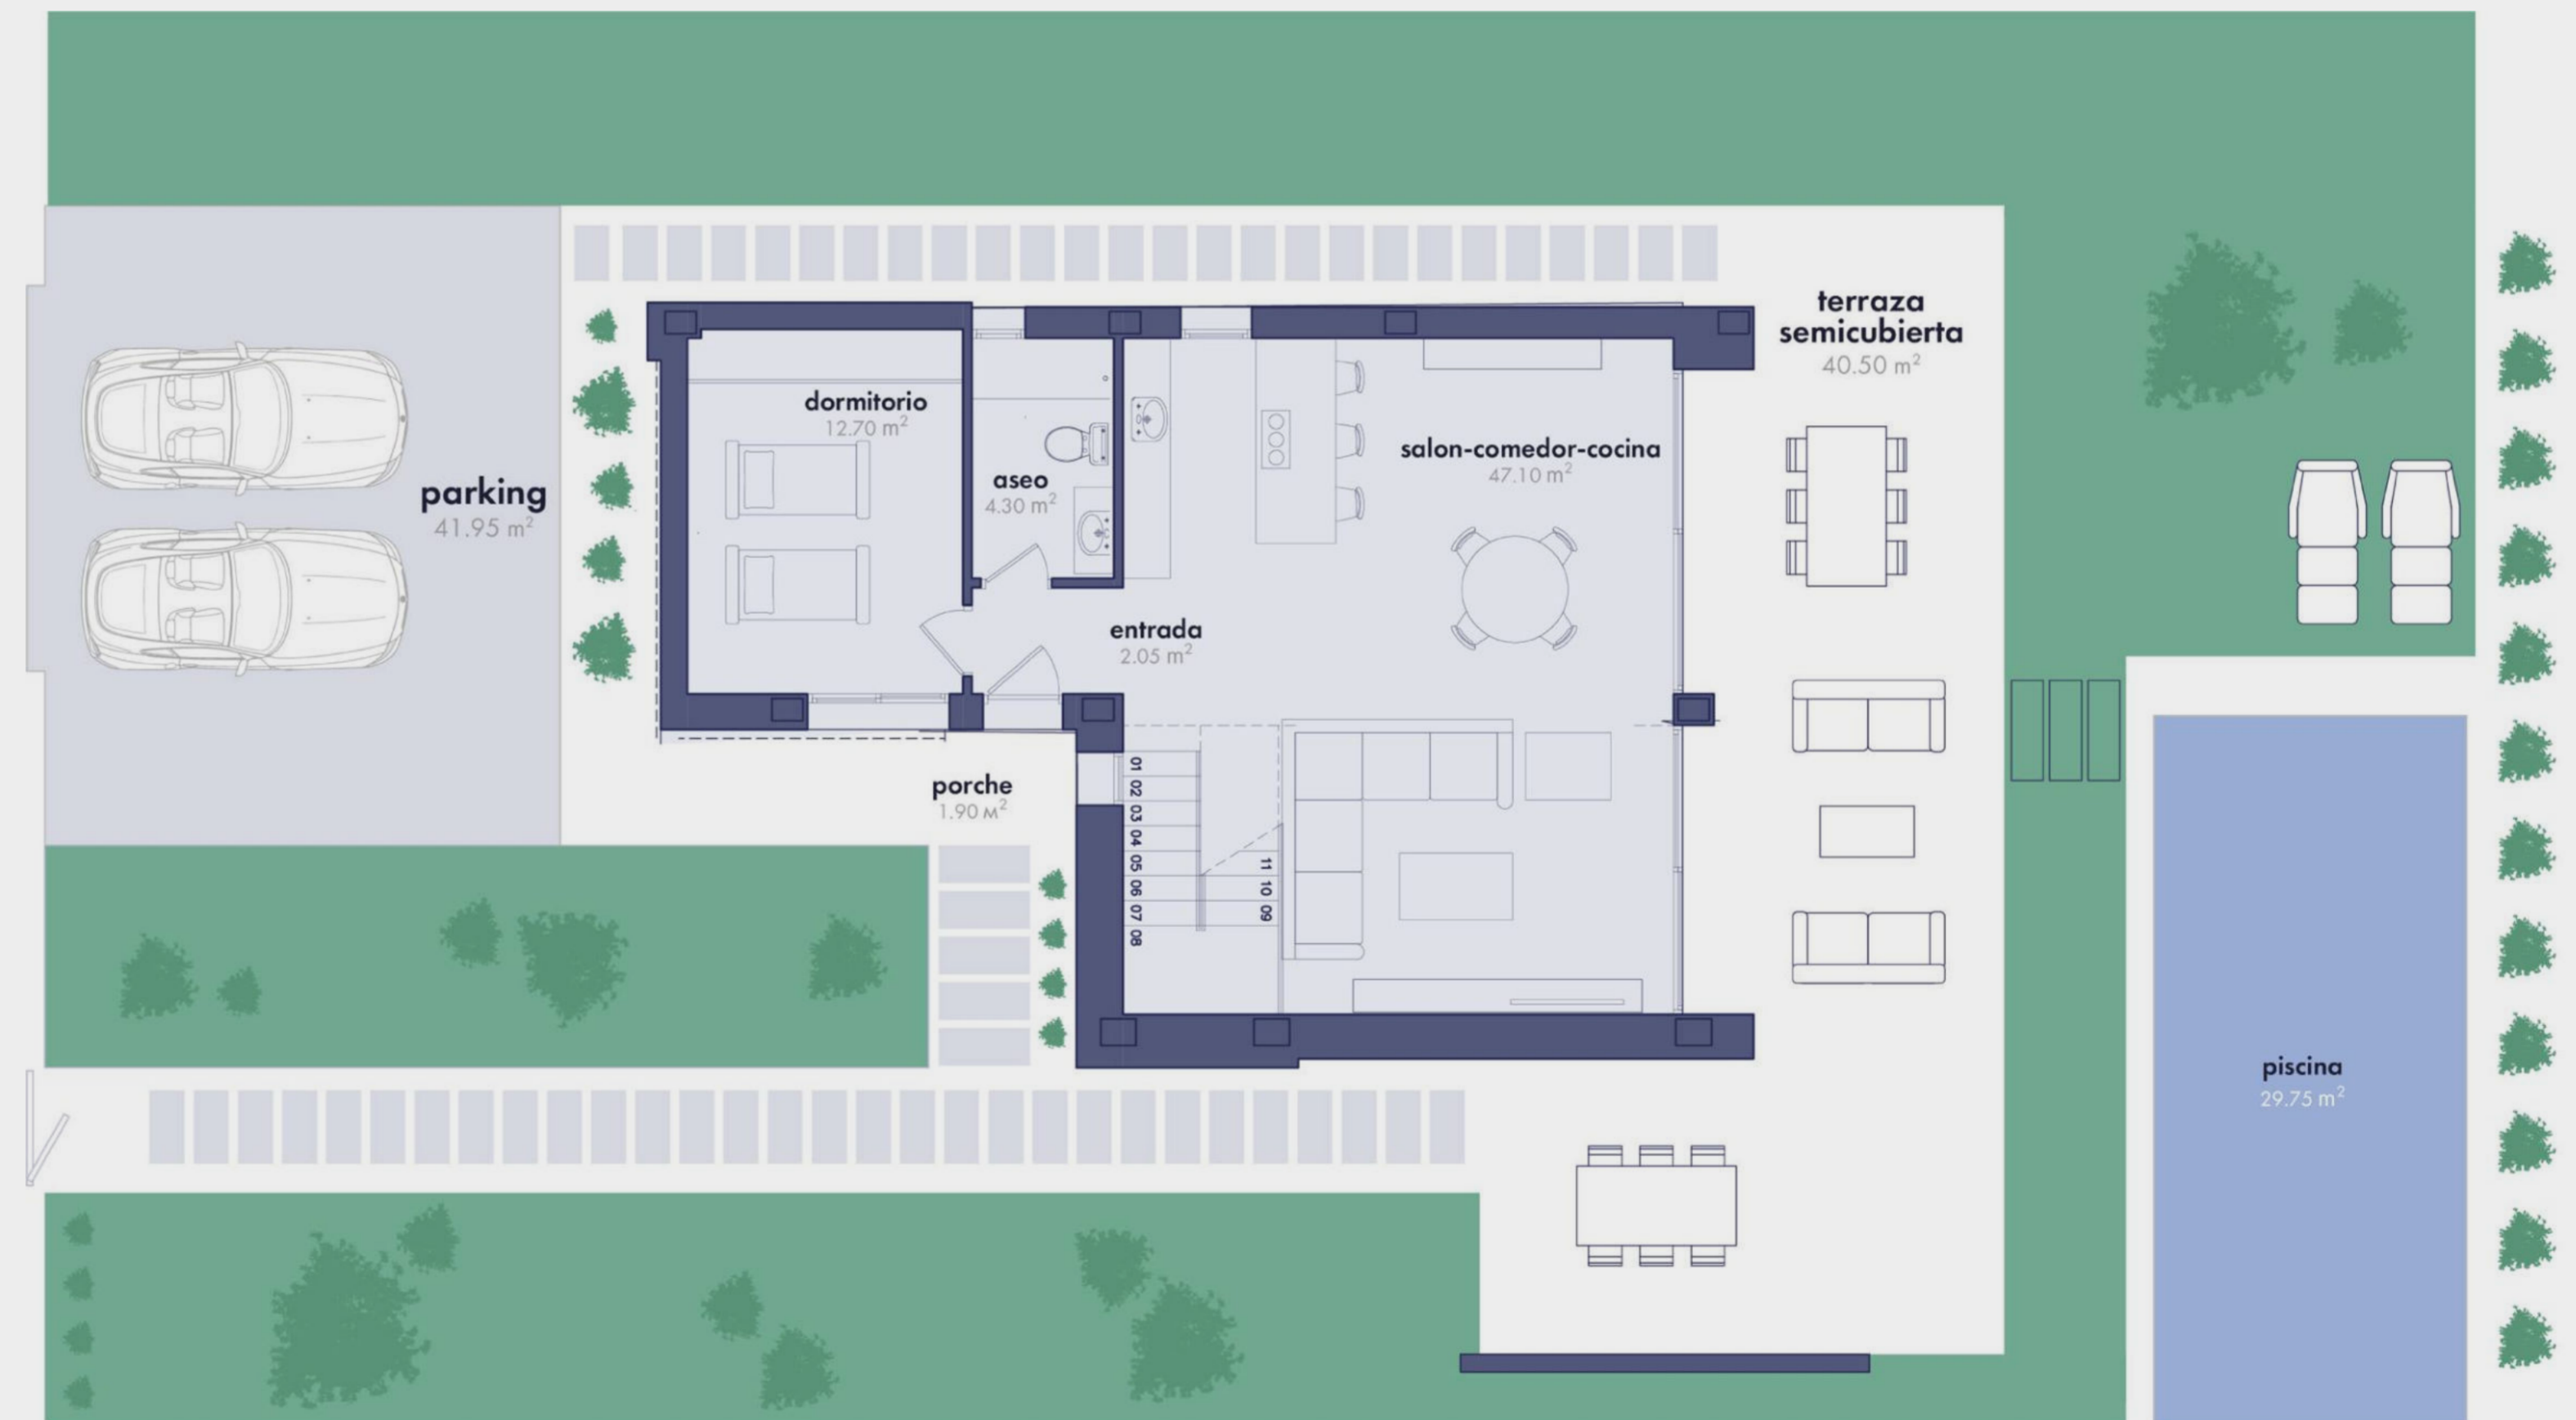 terraza
semicubierta
40.50 m²
dormitorio
12.70 m²
salon-comedor-cocina
47.10 m²
aseo
4.30 m²
parking
41.95 m²
entrada
2.05 m²
porche
1.90 м²
01
02
03
04
05
06
07
08
11
10
09
piscina
29.75 m²